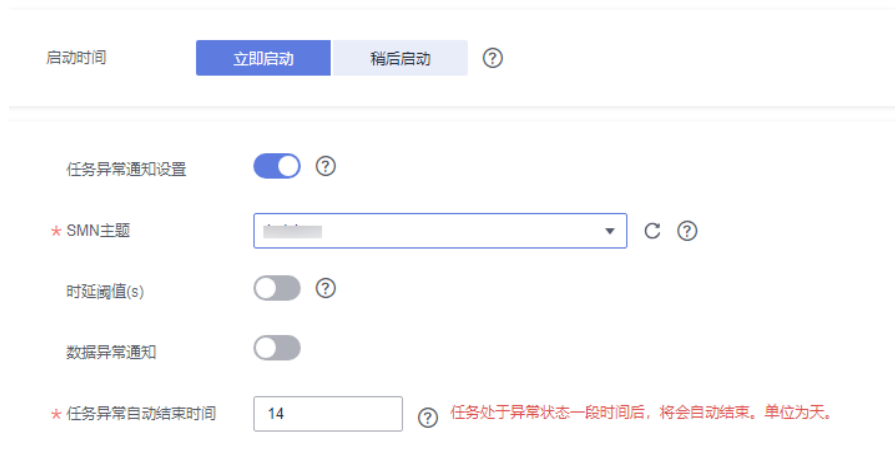 启动时间 立即启动 稍后启动
任务异常通知设置
* SMN主题
时延阈值(s)
数据异常通知
* 任务异常自动结束时间 14 任务处于异常状态一段时间后，将会自动结束。单位为天。